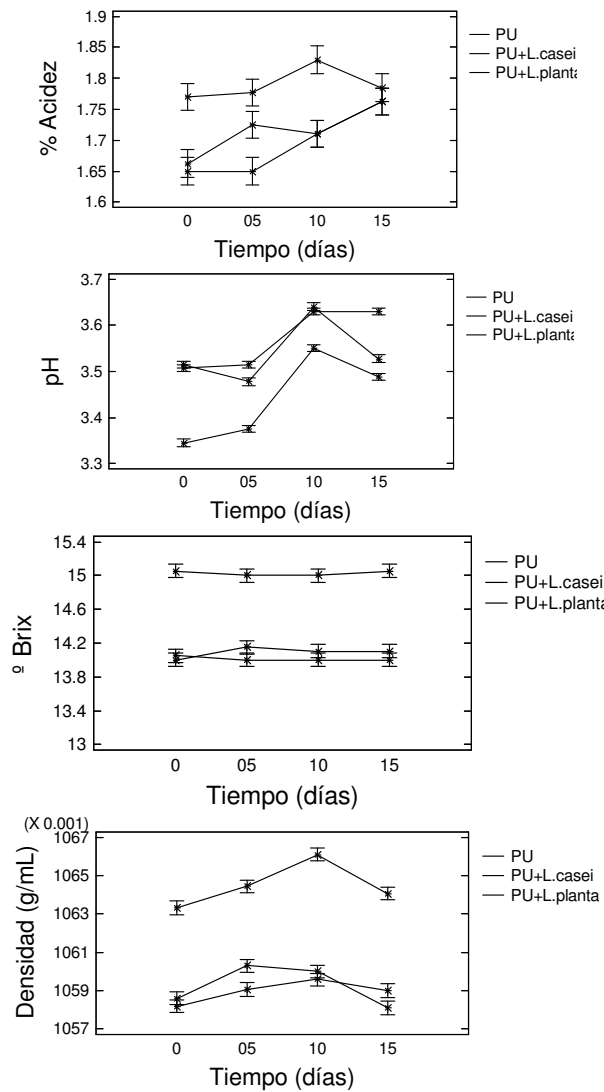 1.9
1.85
1.8
1.75
1.7
1.65
1.6
% Acidez
0 05 10 15
Tiempo (días)
PU
PU+L.casei
PU+L.planta
3.7
3.6
3.5
3.4
3.3
pH
0 05 10 15
Tiempo (días)
PU
PU+L.casei
PU+L.planta
15.4
15
14.6
14.2
13.8
13.4
13
º Brix
0 05 10 15
Tiempo (días)
PU
PU+L.casei
PU+L.planta
(X 0.001)
1067
1065
1063
1061
1059
1057
Densidad (g/mL)
0 05 10 15
Tiempo (días)
PU
PU+L.casei
PU+L.planta